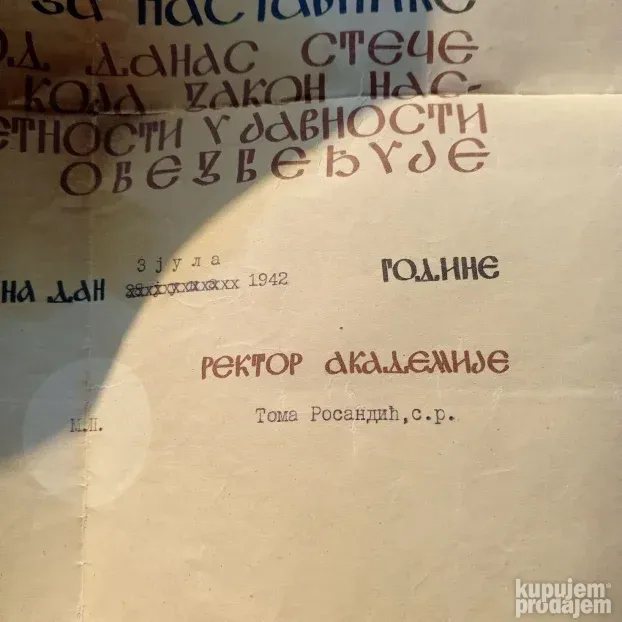 ЗА НАСТАВНИКЕ
ОД ДАНАС СТЕЧЕ
КОЈА ЗАКОН НАС-
ЕТНОСТИ У ЈАВНОСТИ
ОБЕЗБЕЂУЈЕ
3 јула
НА ДАН 1942 ГОДИНЕ
РЕКТОР АКАДЕМИЈЕ
М.П. Тома Росандић, с.р.
kupujem
prodajem